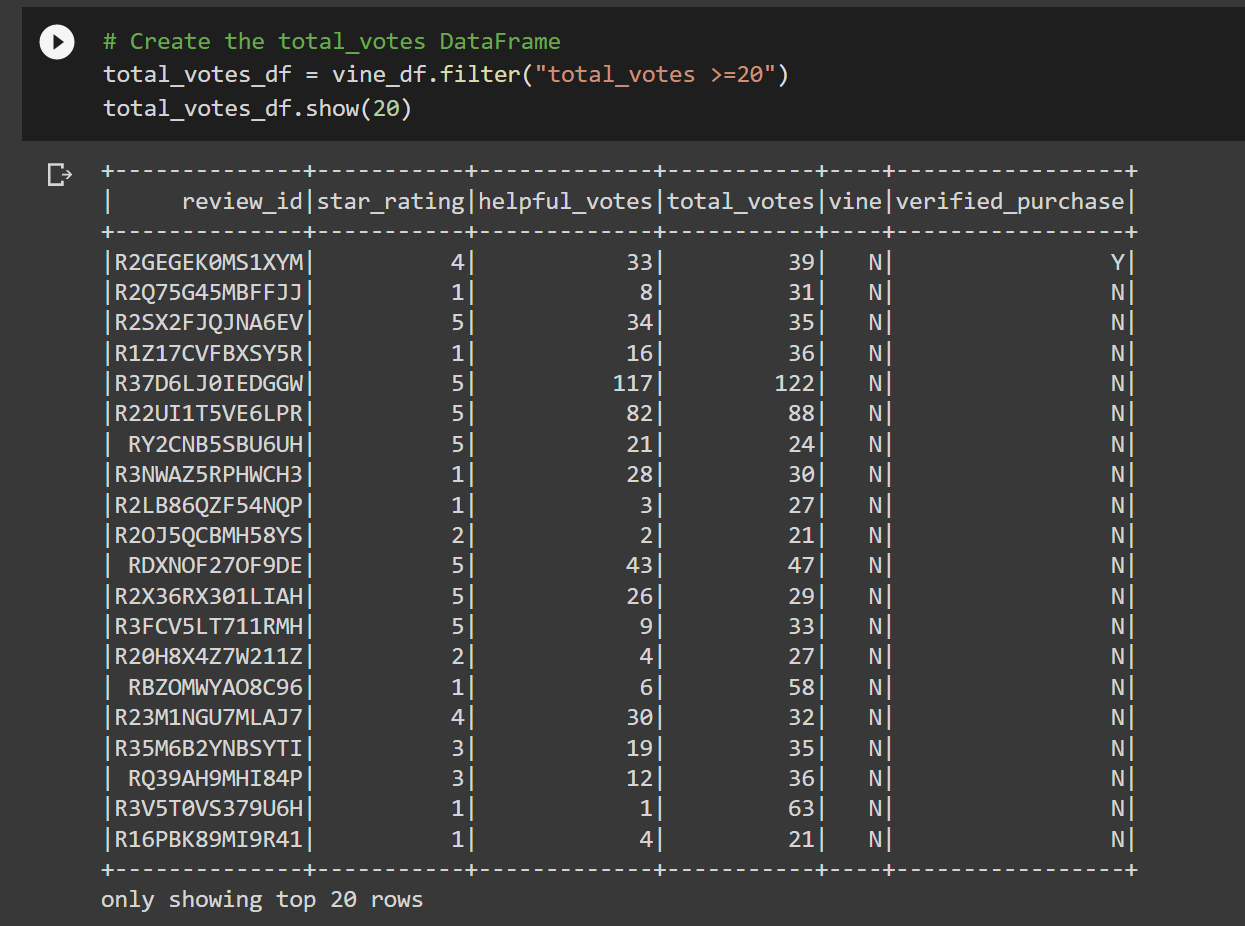 # Create the total_votes DataFrame
total_votes_df = vine_df.filter("total_votes >=20")
total_votes_df.show(20)
+--------------+-----------+-------------+-----------+----+-----------------+
|     review_id|star_rating|helpful_votes|total_votes|vine|verified_purchase|
+--------------+-----------+-------------+-----------+----+-----------------+
|R2GEGEK0MS1XYM|          4|           33|         39|   N|                Y|
|R2Q75G45MBFFJJ|          1|            8|         31|   N|                N|
|R2SX2FJQJNA6EV|          5|           34|         35|   N|                N|
|R1Z17CVFBXSY5R|          1|           16|         36|   N|                N|
|R37D6LJ0IEDGGW|          5|          117|        122|   N|                N|
|R22UI1T5VE6LPR|          5|           82|         88|   N|                N|
| RY2CNB5SBU6UH|          5|           21|         24|   N|                N|
|R3NWAZ5RPHWCH3|          1|           28|         30|   N|                N|
|R2LB86QZF54NQP|          1|            3|         27|   N|                N|
|R2OJ5QCBMH58YS|          2|            2|         21|   N|                N|
| RDXNOF27OF9DE|          5|           43|         47|   N|                N|
|R2X36RX301LIAH|          5|           26|         29|   N|                N|
|R3FCV5LT711RMH|          5|            9|         33|   N|                N|
|R20H8X4Z7W211Z|          2|            4|         27|   N|                N|
| RBZOMWYAO8C96|          1|            6|         58|   N|                N|
|R23M1NGU7MLAJ7|          4|           30|         32|   N|                N|
|R35M6B2YNBSYTI|          3|           19|         35|   N|                N|
| RQ39AH9MHI84P|          3|           12|         36|   N|                N|
|R3V5T0VS379U6H|          1|            1|         63|   N|                N|
|R16PBK89MI9R41|          1|            4|         21|   N|                N|
+--------------+-----------+-------------+-----------+----+-----------------+
only showing top 20 rows